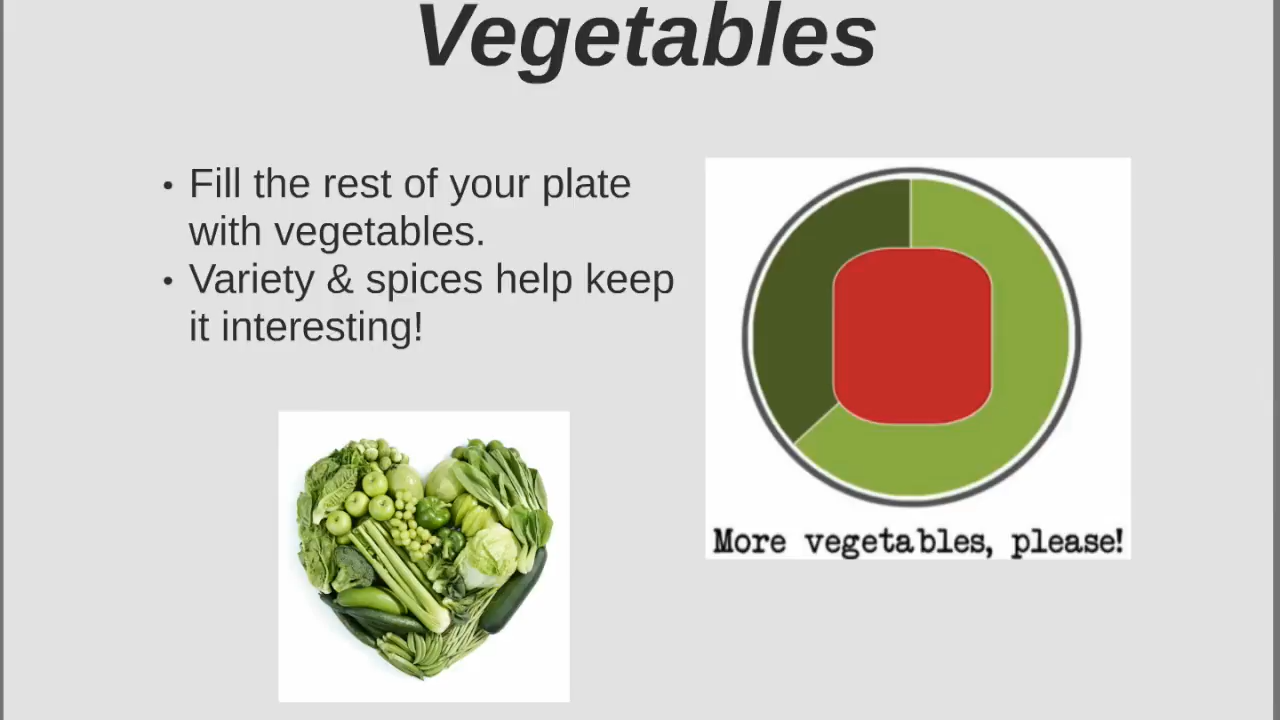 Vegetables
• Fill the rest of your plate
with vegetables.
• Variety & spices help keep
it interesting!
More vegetables, please!